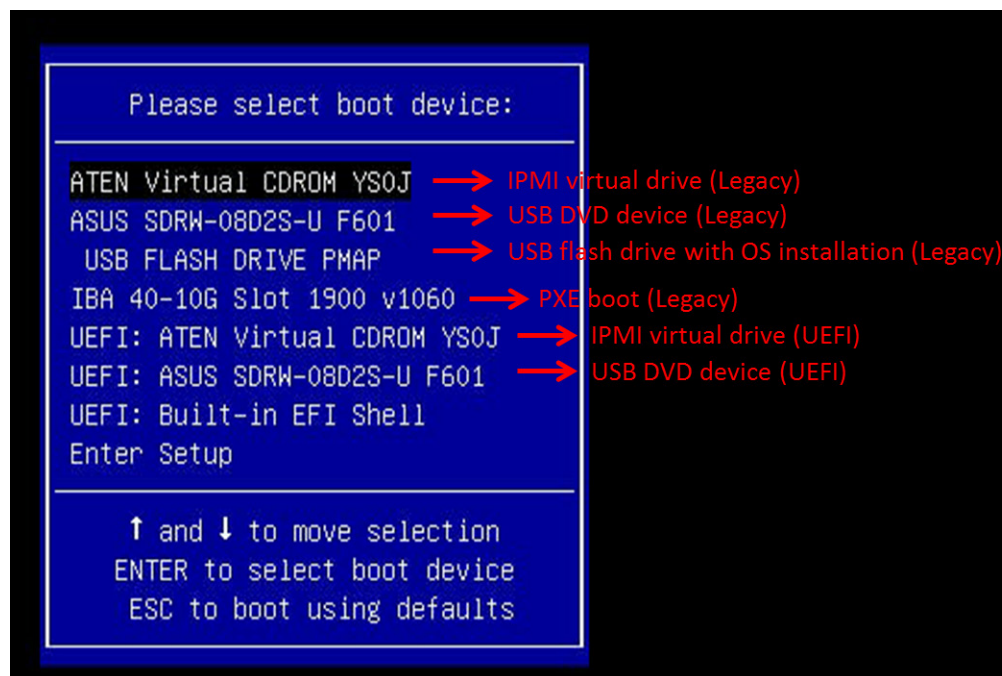 Please select boot device:
ATEN Virtual CDROM YS0J → IPMI virtual drive (Legacy)
ASUS SDRW-08D2S-U F601 → USB DVD device (Legacy)
USB FLASH DRIVE PMAP → USB flash drive with OS installation (Legacy)
IBA 40-10G Slot 1900 v1060 → PXE boot (Legacy)
UEFI: ATEN Virtual CDROM YS0J → IPMI virtual drive (UEFI)
UEFI: ASUS SDRW-08D2S-U F601 → USB DVD device (UEFI)
UEFI: Built-in EFI Shell
Enter Setup
↑ and ↓ to move selection
ENTER to select boot device
ESC to boot using defaults